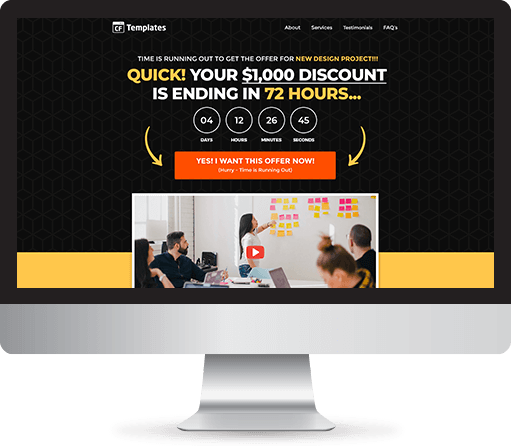 CF Templates
About Services Testimonials FAQ's
TIME IS RUNNING OUT TO GET THE OFFER FOR NEW DESIGN PROJECT!!!
QUICK! YOUR $1,000 DISCOUNT
IS ENDING IN 72 HOURS...
04 12 26 45
DAYS HOURS MINUTES SECONDS
YES! I WANT THIS OFFER NOW!
(Hurry - Time is Running Out)